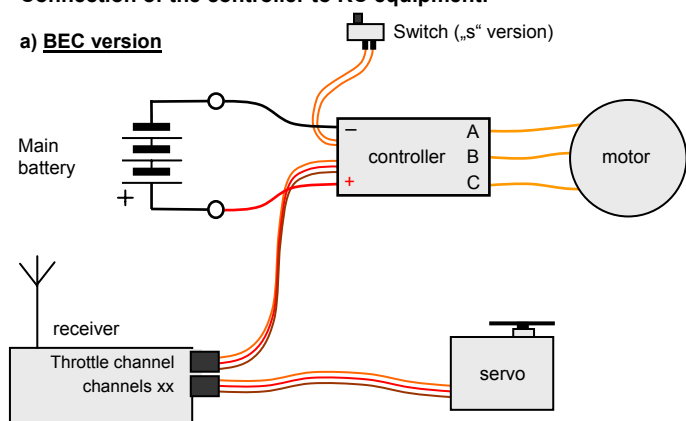 Connection of the controller to RC equipment:
a) BEC version
Switch („s“ version)
Main
battery
+
−
+
controller
A
B
C
motor
receiver
Throttle channel
channels xx
servo